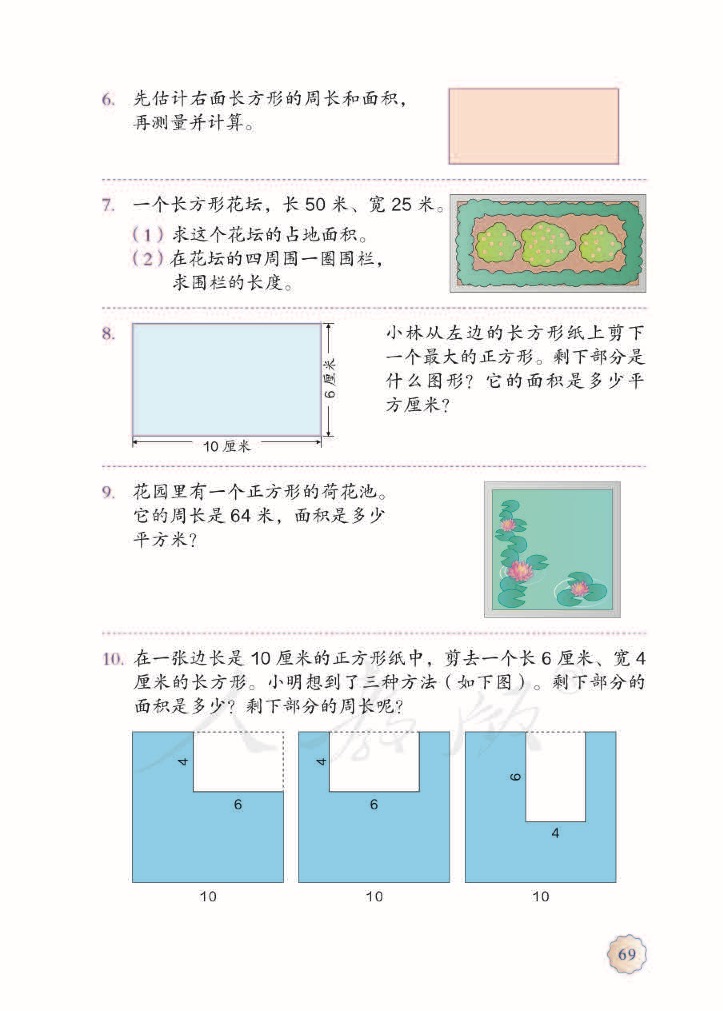 6. 先估计右面长方形的周长和面积，
再测量并计算。
7. 一个长方形花坛，长 50 米、宽 25 米。
（1）求这个花坛的占地面积。
（2）在花坛的四周围一圈围栏，
求围栏的长度。
8.
6 厘米
10 厘米
小林从左边的长方形纸上剪下
一个最大的正方形。剩下部分是
什么图形？它的面积是多少平
方厘米？
9. 花园里有一个正方形的荷花池。
它的周长是 64 米，面积是多少
平方米？
10. 在一张边长是 10 厘米的正方形纸中，剪去一个长 6 厘米、宽 4
厘米的长方形。小明想到了三种方法（如下图）。剩下部分的
面积是多少？剩下部分的周长呢？
人教版
4
6
10
4
6
10
6
4
10
69